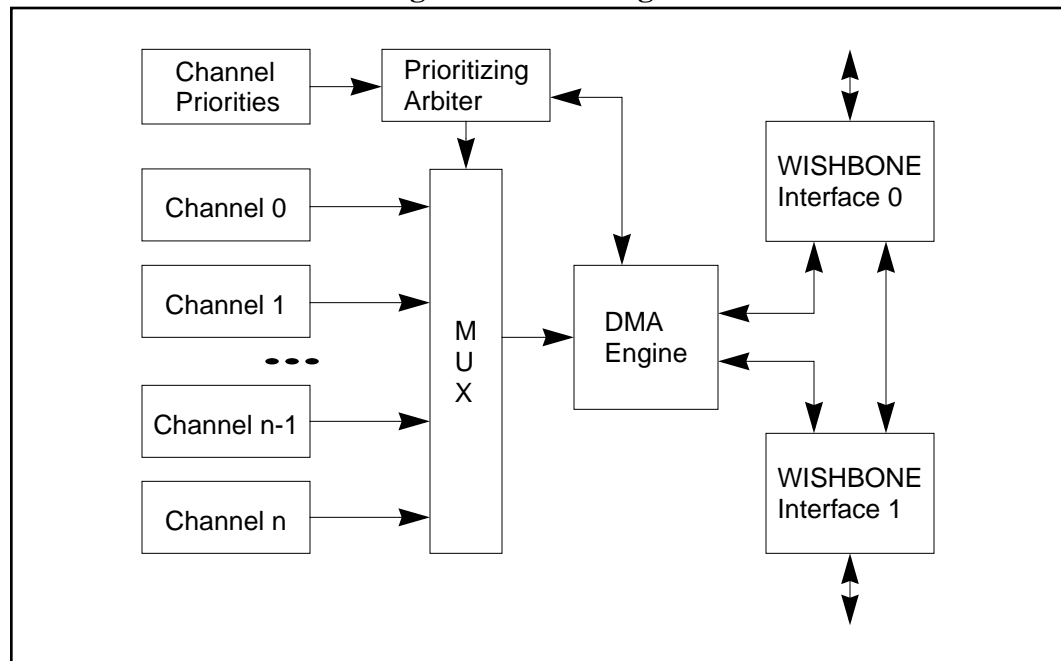 Channel
Priorities
Prioritizing
Arbiter
WISHBONE
Interface 0
Channel 0
Channel 1
M
U
X
DMA
Engine
Channel n-1
WISHBONE
Interface 1
Channel n